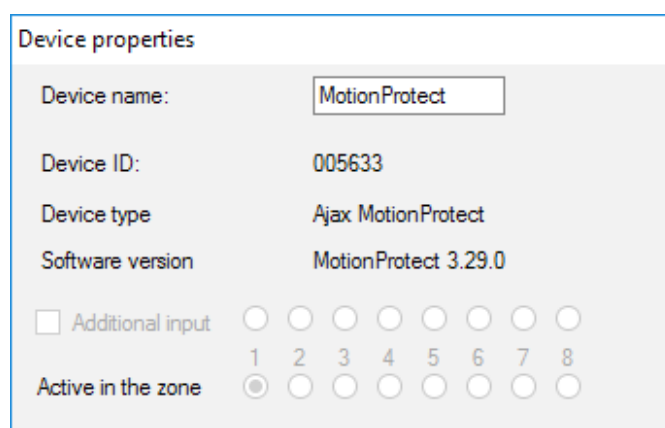 Device properties
Device name: MotionProtect
Device ID: 005633
Device type Ajax MotionProtect
Software version MotionProtect 3.29.0
Additional input
1 2 3 4 5 6 7 8
Active in the zone